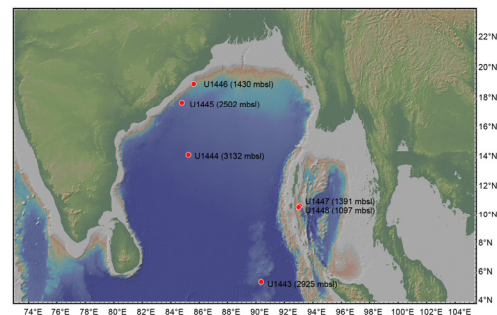 22°N
20°N
U1446 (1430 mbsl)
18°N
U1445 (2502 mbsl)
16°N
U1444 (3132 mbsl)
14°N
12°N
U1447 (1391 mbsl)
U1448 (1097 mbsl)
10°N
8°N
6°N
U1443 (2925 mbsl)
4°N
74°E 76°E 78°E 80°E 82°E 85°E 86°E 88°E 90°E 92°E 94°E 96°E 98°E 100°E 102°E 104°E